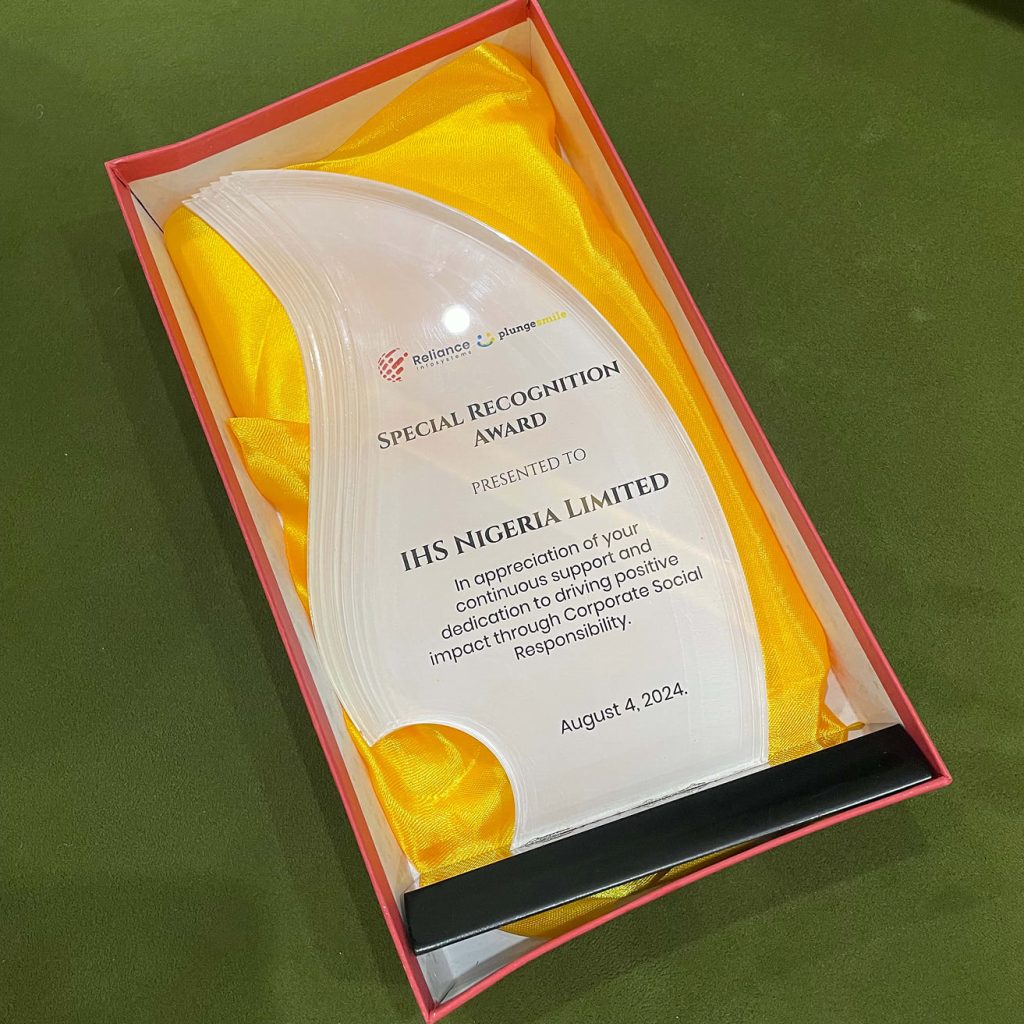 Reliance
infosystems
plungesmile
SPECIAL RECOGNITION
AWARD
PRESENTED TO
IHS NIGERIA LIMITED
In appreciation of your
continuous support and
dedication to driving positive
impact through Corporate Social
Responsibility.
August 4, 2024.